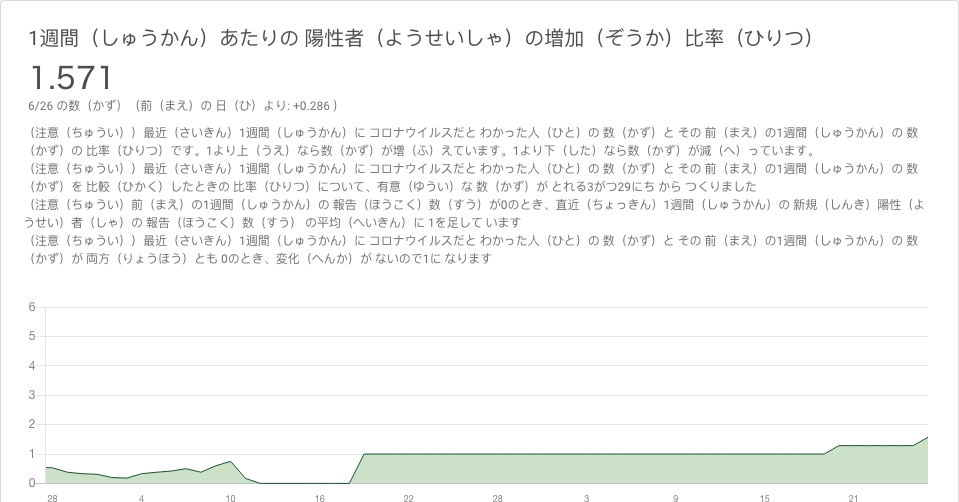 1週間（しゅうかん）あたりの 陽性者（ようせいしゃ）の増加（ぞうか）比率（ひりつ）
1.571
6/26 の数（かず）（前（まえ）の 日（ひ）より: +0.286 ）
（注意（ちゅうい））最近（さいきん）1週間（しゅうかん）に コロナウイルスだと わかった人（ひと）の 数（かず）と その 前（まえ）の1週間（しゅうかん）の 数
（かず）の 比率（ひりつ）です。1より上（うえ）なら数（かず）が増（ふ）えています。1より下（した）なら数（かず）が減（へ）っています。
（注意（ちゅうい））最近（さいきん）1週間（しゅうかん）に コロナウイルスだと わかった人（ひと）の 数（かず）と その 前（まえ）の1週間（しゅうかん）の 数
（かず）を 比較（ひかく）したときの 比率（ひりつ）について、有意（ゆうい）な 数（かず）が とれる3がつ29にち から つくりました
（注意（ちゅうい）前（まえ）の1週間（しゅうかん）の 報告（ほうこく）数（すう）が0のとき、直近（ちょっきん）1週間（しゅうかん）の 新規（しんき）陽性（よ
うせい）者（しゃ）の 報告（ほうこく）数（すう） の平均（へいきん）に 1を足して います
（注意（ちゅうい））最近（さいきん）1週間（しゅうかん）に コロナウイルスだと わかった人（ひと）の 数（かず）と その 前（まえ）の1週間（しゅうかん）の 数
（かず）が 両方（りょうほう）とも 0のとき、変化（へんか）が ないので1に なります
6
5
4
3
2
1
0
28 4 10 16 22 28 3 9 15 21